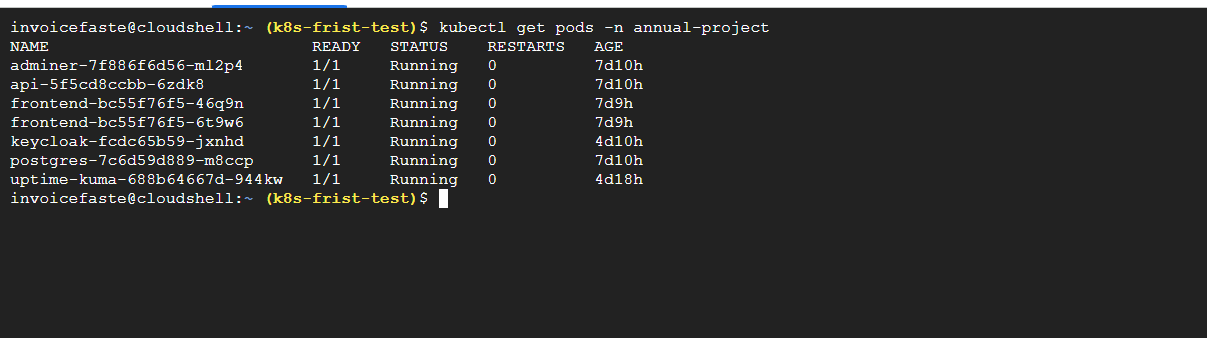 invoicefaste@cloudshell:~ (k8s-frist-test)$ kubectl get pods -n annual-project
NAME READY STATUS RESTARTS AGE
adminer-7f886f6d56-ml2p4 1/1 Running 0 7d10h
api-5f5cd8ccbb-6zdk8 1/1 Running 0 7d10h
frontend-bc55f76f5-46q9n 1/1 Running 0 7d9h
frontend-bc55f76f5-6t9w6 1/1 Running 0 7d9h
keycloak-fcdc65b59-jxnhd 1/1 Running 0 4d10h
postgres-7c6d59d889-m8ccp 1/1 Running 0 7d10h
uptime-kuma-688b64667d-944kw 1/1 Running 0 4d18h
invoicefaste@cloudshell:~ (k8s-frist-test)$